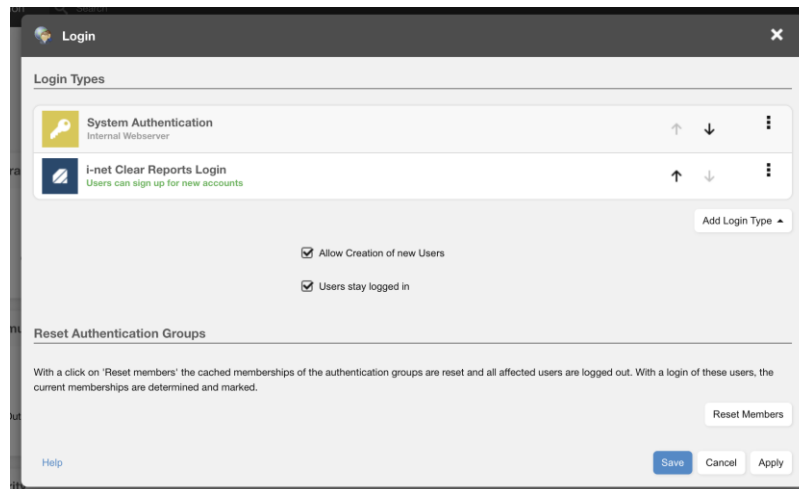 Search
Login
Login Types
System Authentication
Internal Webserver
i-net Clear Reports Login
Users can sign up for new accounts
Add Login Type
Allow Creation of new Users
Users stay logged in
Reset Authentication Groups
With a click on 'Reset members' the cached memberships of the authentication groups are reset and all affected users are logged out. With a login of these users, the
current memberships are determined and marked.
Reset Members
Help
Save
Cancel
Apply